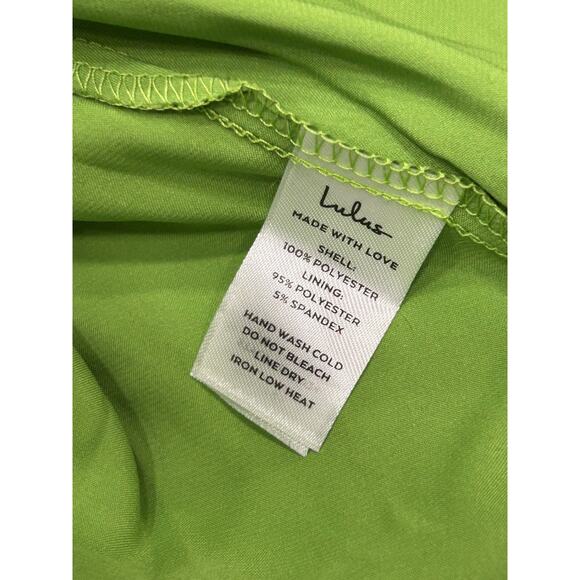 Lulus
MADE WITH LOVE
SHELL:
100% POLYESTER
LINING:
95% POLYESTER
5% SPANDEX
HAND WASH COLD
DO NOT BLEACH
LINE DRY
IRON LOW HEAT